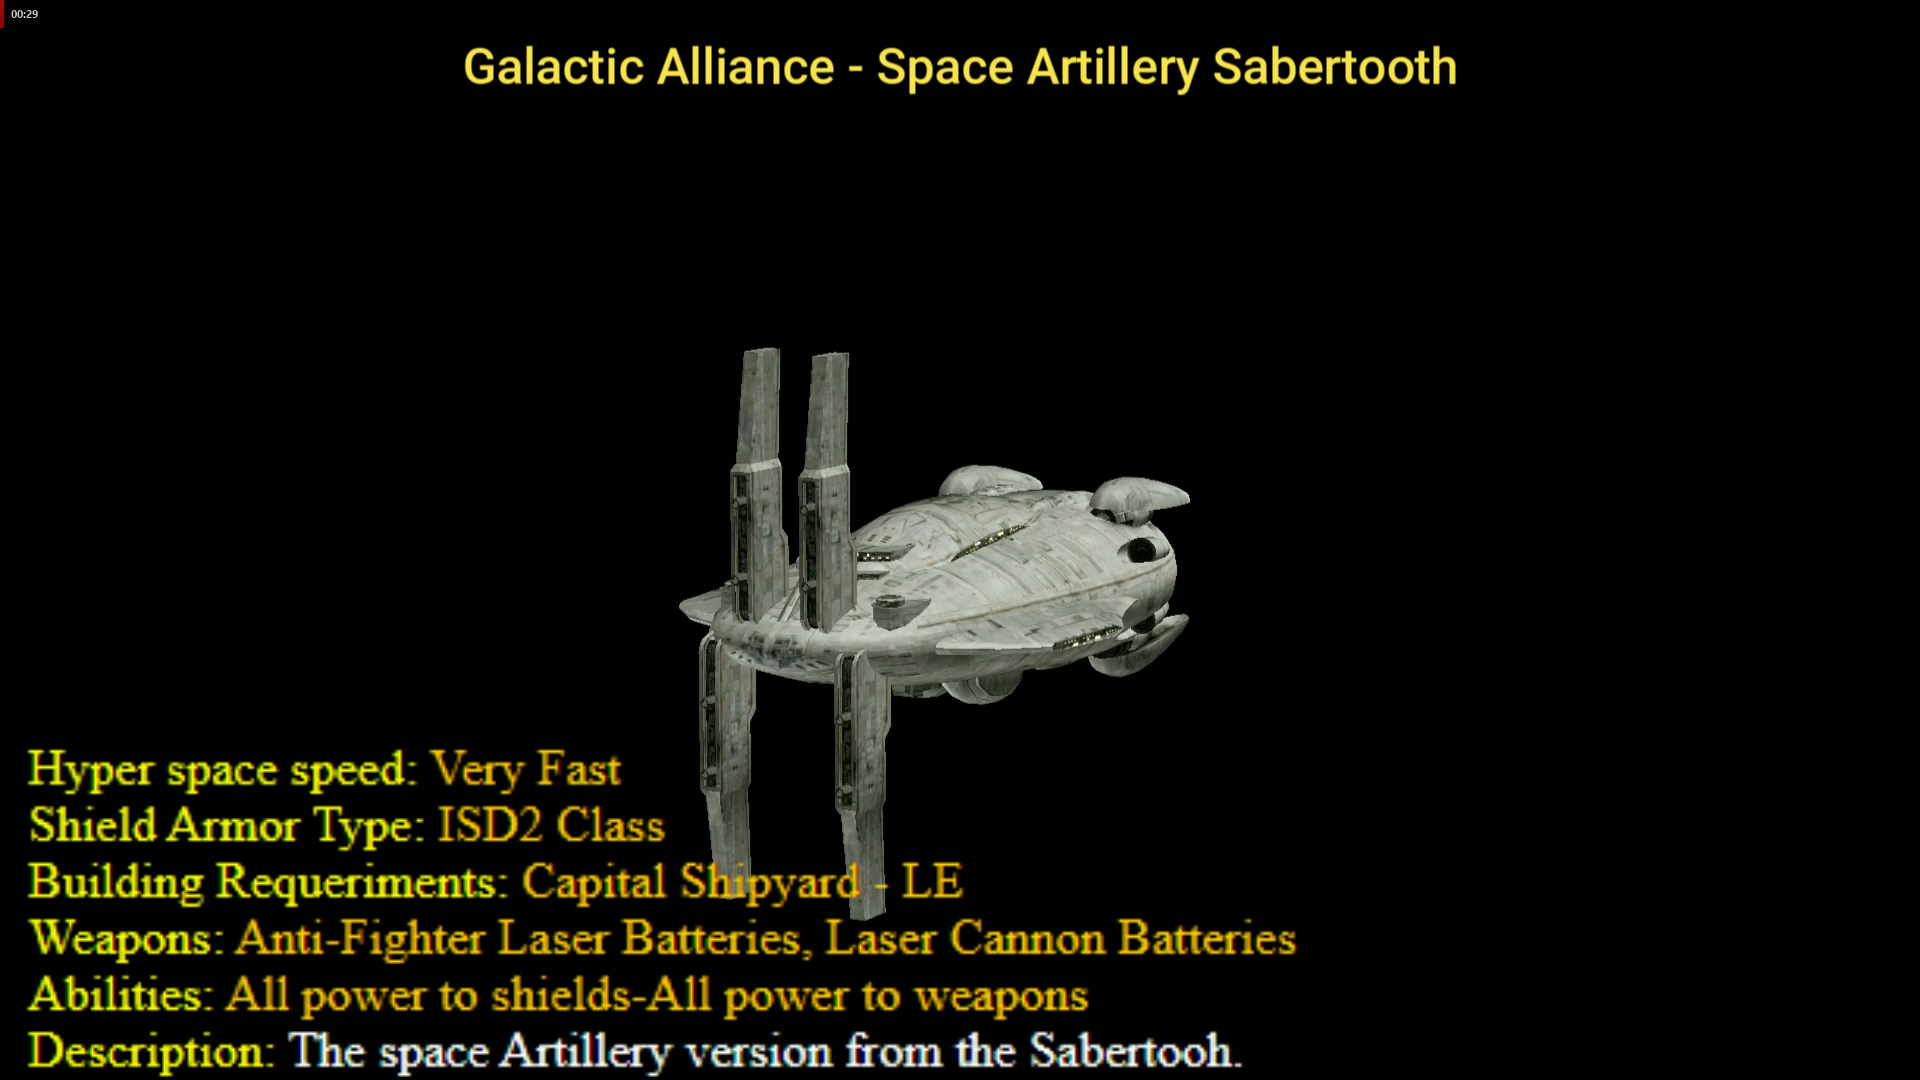 00:29
Galactic Alliance - Space Artillery Sabertooth
Hyper space speed: Very Fast
Shield Armor Type: ISD2 Class
Building Requeriments: Capital Shipyard - LE
Weapons: Anti-Fighter Laser Batteries, Laser Cannon Batteries
Abilities: All power to shields-All power to weapons
Description: The space Artillery version from the Sabertooh.